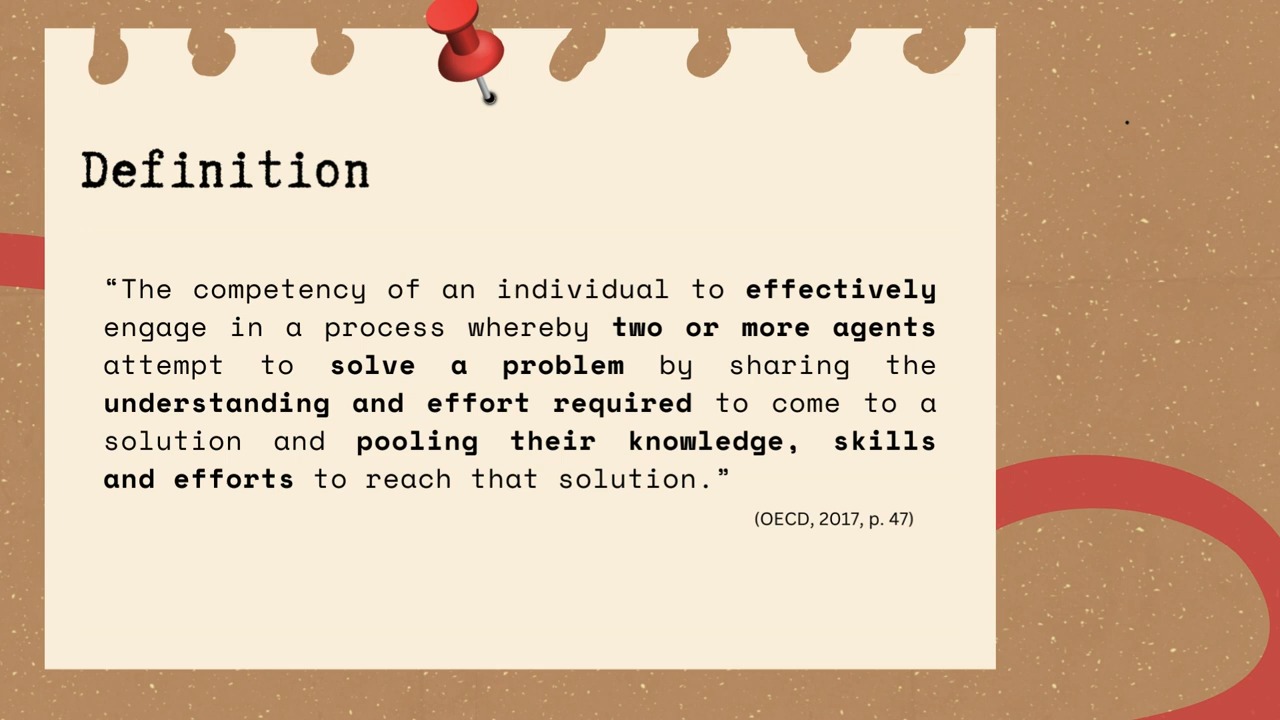 Definition
“The competency of an individual to effectively
engage in a process whereby two or more agents
attempt to solve a problem by sharing the
understanding and effort required to come to a
solution and pooling their knowledge, skills
and efforts to reach that solution.”
(OECD, 2017, p. 47)